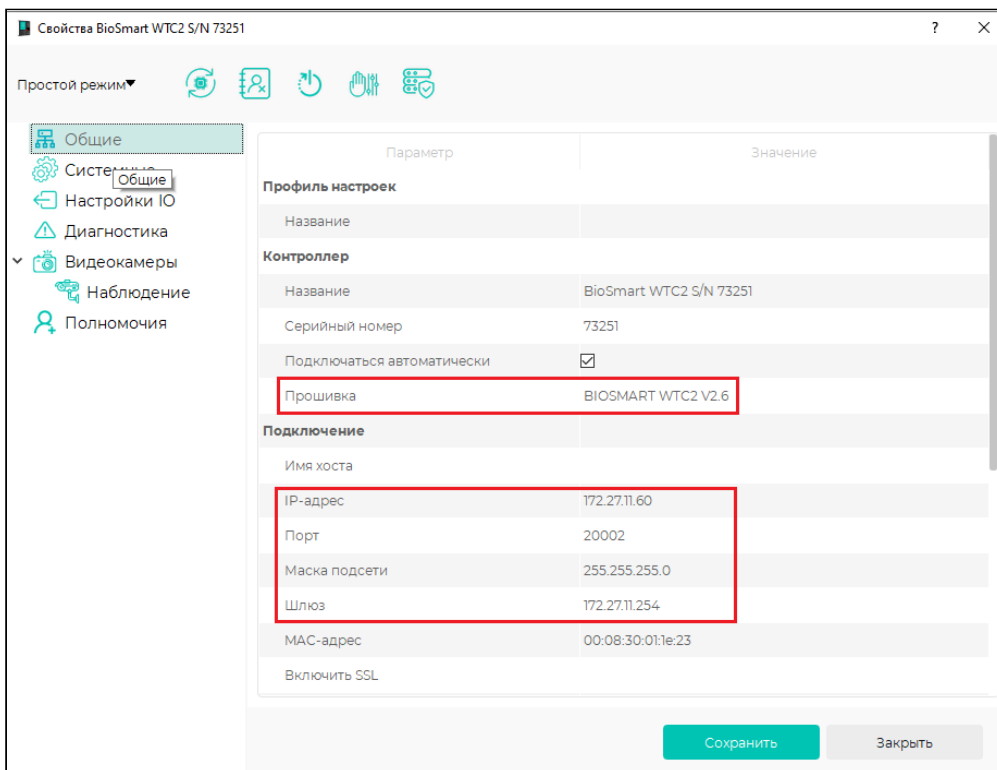 Свойства BioSmart WTC2 S/N 73251
?
Простой режим
Общие
Системные
Общие
Настройки IO
Диагностика
Видеокамеры
Наблюдение
Полномочия
Параметр Значение
Профиль настроек
Название
Контроллер
Название BioSmart WTC2 S/N 73251
Серийный номер 73251
Подключаться автоматически
Прошивка BIOSMART WTC2 V2.6
Подключение
Имя хоста
IP-адрес 172.27.11.60
Порт 20002
Маска подсети 255.255.255.0
Шлюз 172.27.11.254
MAC-адрес 00:08:30:01:1e:23
Включить SSL
Сохранить Закрыть